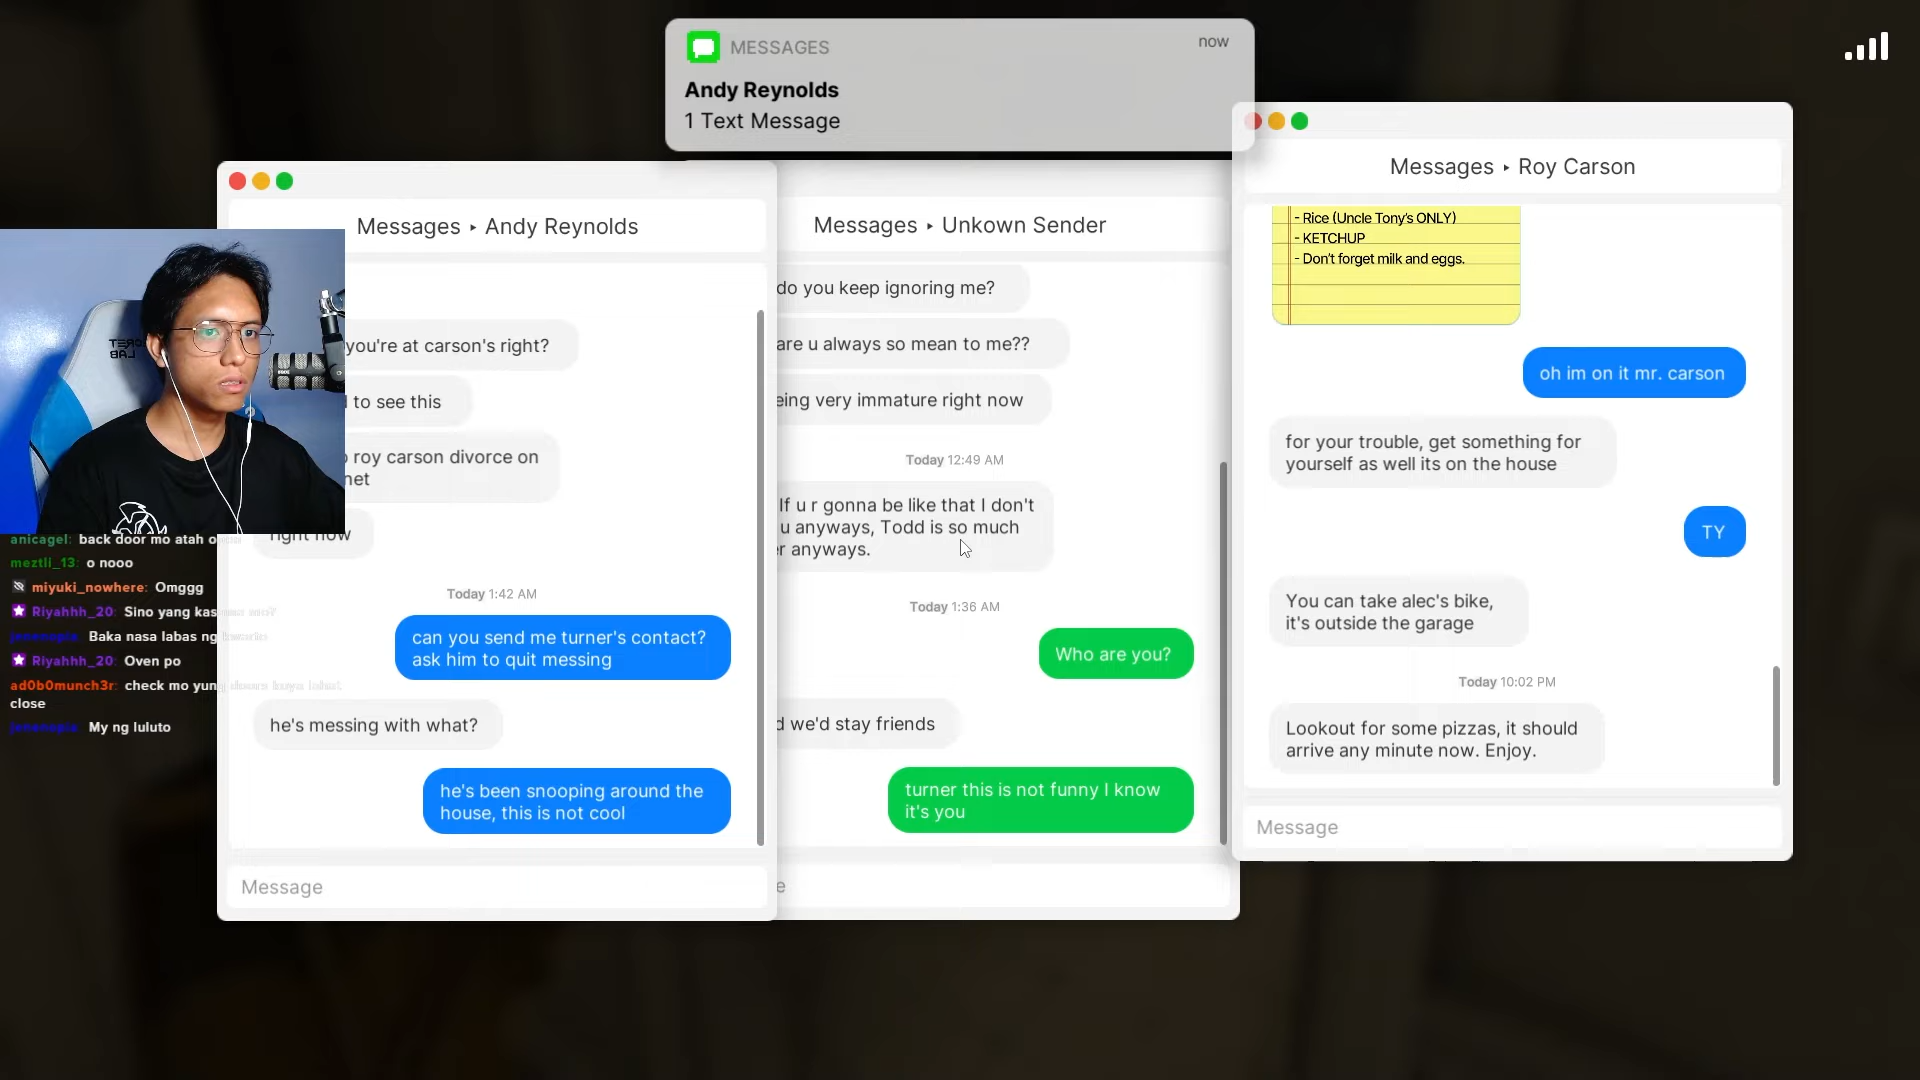 MESSAGES
now
Andy Reynolds
1 Text Message
Messages ‣ Andy Reynolds
you're at carson's right?
to see this
roy carson divorce on
net
right now
Today 1:42 AM
can you send me turner's contact?
ask him to quit messing
he's messing with what?
he's been snooping around the
house, this is not cool
Message
Messages ‣ Unkown Sender
do you keep ignoring me?
are u always so mean to me??
eing very immature right now
Today 12:49 AM
If u r gonna be like that I don't
u anyways, Todd is so much
r anyways.
Today 1:36 AM
Who are you?
d we'd stay friends
turner this is not funny I know
it's you
e
Messages ‣ Roy Carson
- Rice (Uncle Tony's ONLY)
- KETCHUP
- Don't forget milk and eggs.
oh im on it mr. carson
for your trouble, get something for
yourself as well its on the house
TY
You can take alec's bike,
it's outside the garage
Today 10:02 PM
Lookout for some pizzas, it should
arrive any minute now. Enjoy.
Message
SECRET
LAB
anicagel: back door mo atah o
meztli_13: o nooo
miyuki_nowhere: Omggg
Riyahhh_20: Sino yang kas
Baka nasa labas ng
Riyahhh_20: Oven po
ad0b0munch3r: check mo yung doors kuya lahat
close
My ng luluto